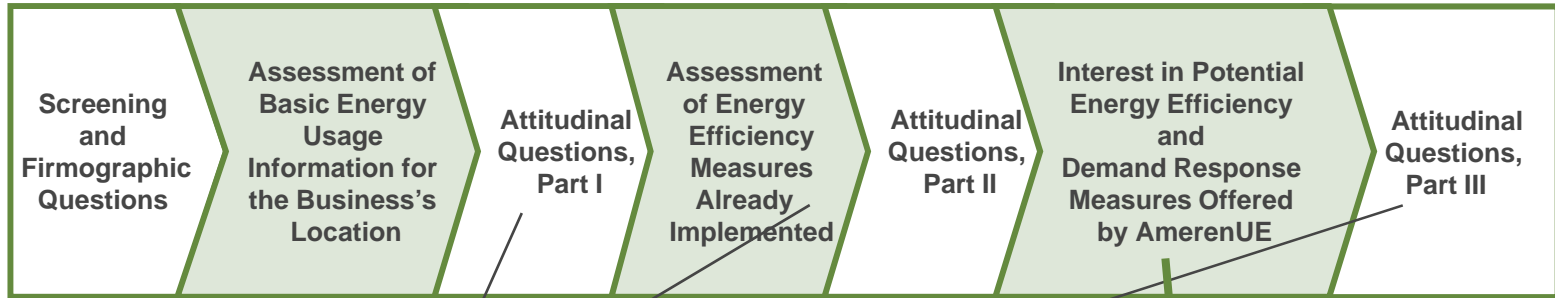 Screening
and
Firmographic
Questions
Assessment of
Basic Energy
Usage
Information for
the Business's
Location
Attitudinal
Questions,
Part I
Assessment
of Energy
Efficiency
Measures
Already
Implemented
Attitudinal
Questions,
Part II
Interest in Potential
Energy Efficiency
and
Demand Response
Measures Offered
by AmerenUE
Attitudinal
Questions,
Part III